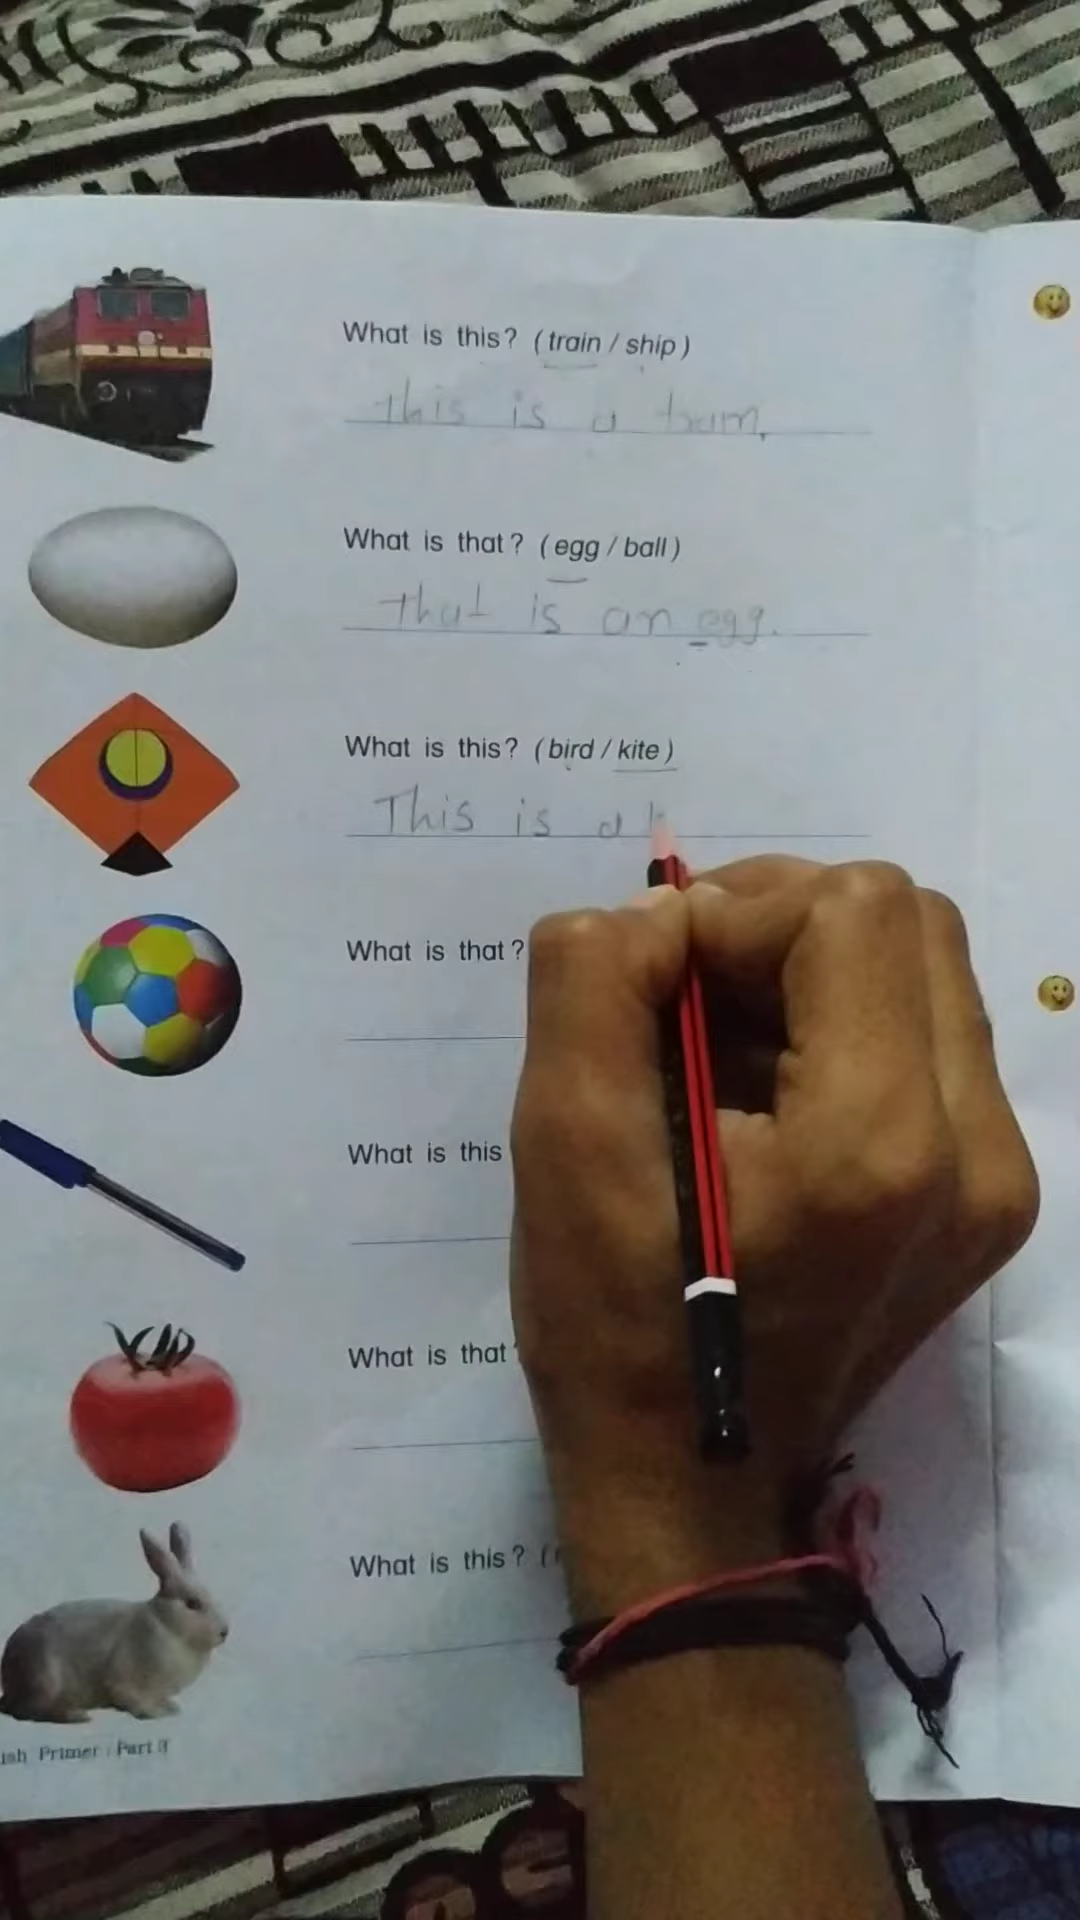 What is this? (train / ship)
This is a train.
What is that? (egg / ball)
That is an egg.
What is this? (bird / kite)
This is a k
What is that?
What is this
What is that
What is this? (
ish Primer : Part 3